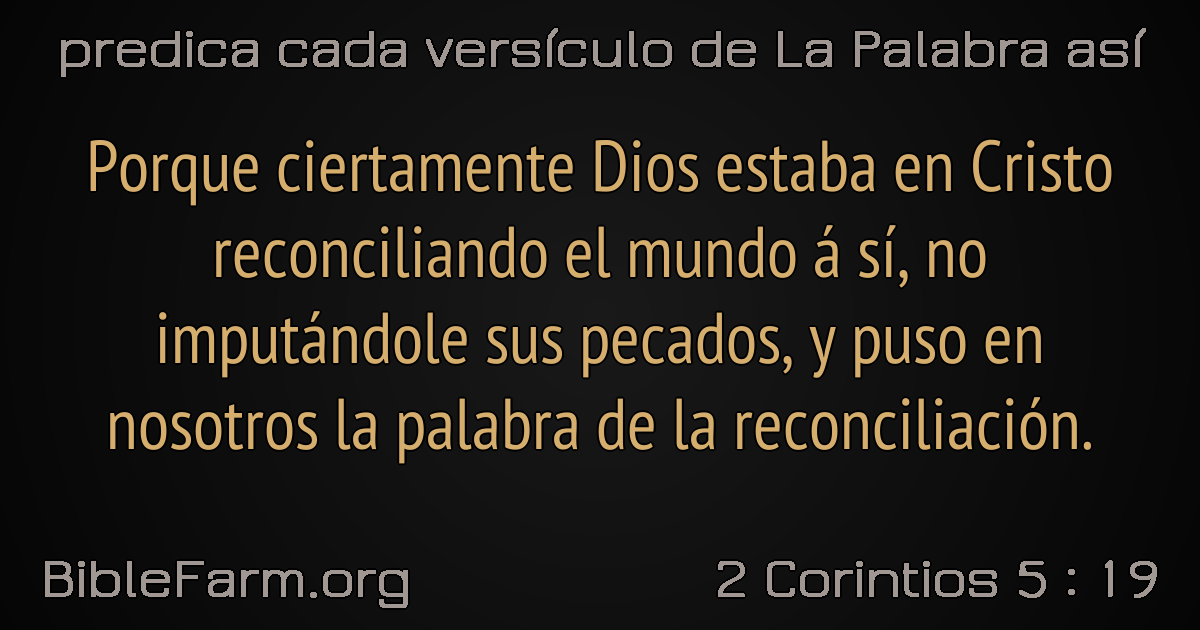 predica cada versículo de La Palabra así
Porque ciertamente Dios estaba en Cristo
reconciliando el mundo á sí, no
imputándole sus pecados, y puso en
nosotros la palabra de la reconciliación.
BibleFarm.org
2 Corintios 5 : 19